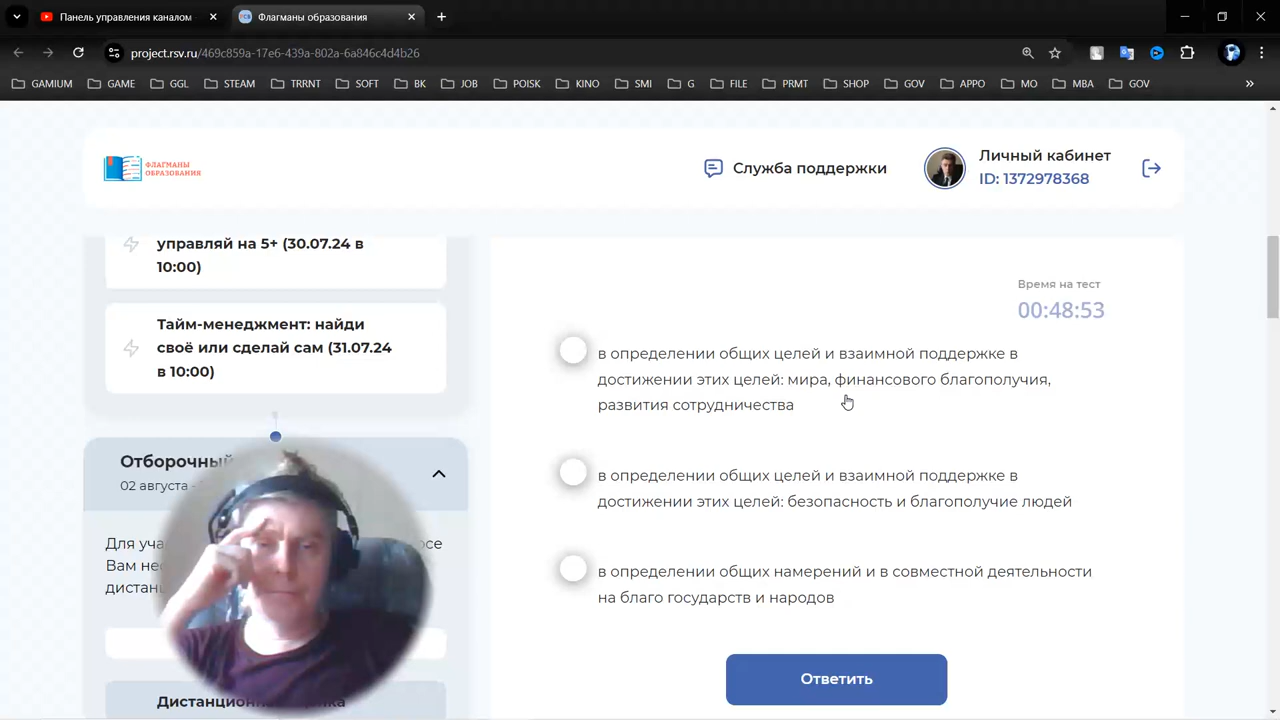 Панель управления каналом
Флагманы образования
project.rsv.ru/469c859a-17e6-439a-802a-6a846c4d4b26
GAMIUM
GAME
GGL
STEAM
TRRNT
SOFT
BK
JOB
POISK
KINO
SMI
G
FILE
PRMT
SHOP
GOV
APPO
MO
MBA
GOV
ФЛАГМАНЫ
ОБРАЗОВАНИЯ
Служба поддержки
Личный кабинет
ID: 1372978368
управляй на 5+ (30.07.24 в
10:00)
Тайм-менеджмент: найди
своё или сделай сам (31.07.24
в 10:00)
Отборочный
02 августа -
Для
Вам
Время на тест
00:48:53
в определении общих целей и взаимной поддержке в
достижении этих целей: мира, финансового благополучия,
развития сотрудничества
в определении общих целей и взаимной поддержке в
достижении этих целей: безопасность и благополучие людей
в определении общих намерений и в совместной деятельности
на благо государств и народов
Ответить